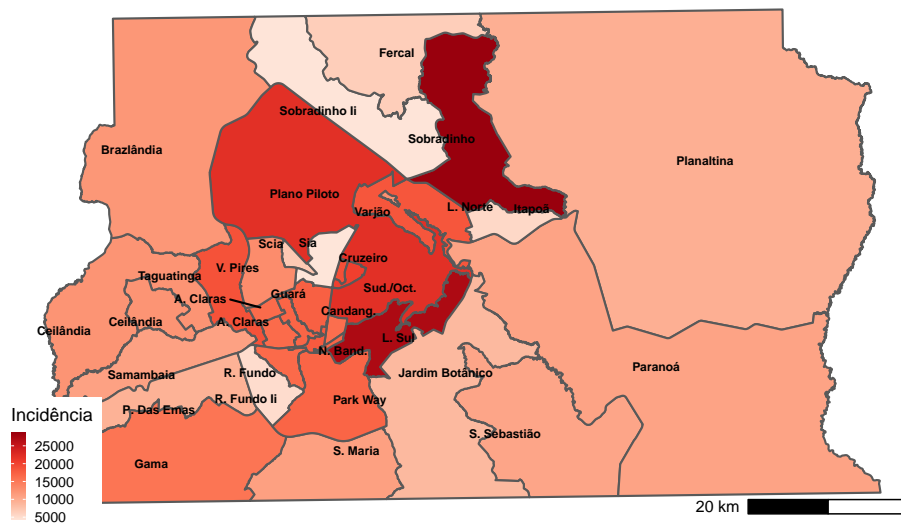 Fercal
Sobradinho Ii
Sobradinho
Brazlândia
Planaltina
Plano Piloto
L. Norte
Itapoã
Varjão
Scia
Sia
Cruzeiro
V. Pires
Taguatinga
Sud./Oct.
Guará
A. Claras
Candang.
Ceilândia
Ceilândia
A. Claras
L. Sul
N. Band.
Paranoá
Samambaia
R. Fundo
Jardim Botânico
R. Fundo Ii
Park Way
P. Das Emas
S. Sebastião
S. Maria
Gama
Incidência
25000
20000
15000
10000
5000
20 km